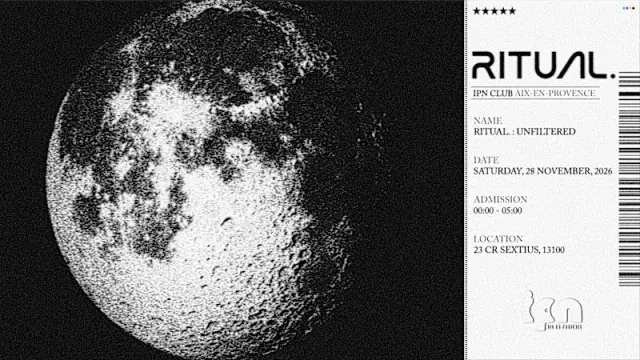 ★★★★★
RITUAL.
IPN CLUB AIX-EN-PROVENCE
NAME
RITUAL. : UNFILTERED
DATE
SATURDAY, 28 NOVEMBER, 2026
ADMISSION
00:00 - 05:00
LOCATION
23 CR SEXTIUS, 13100
ipn